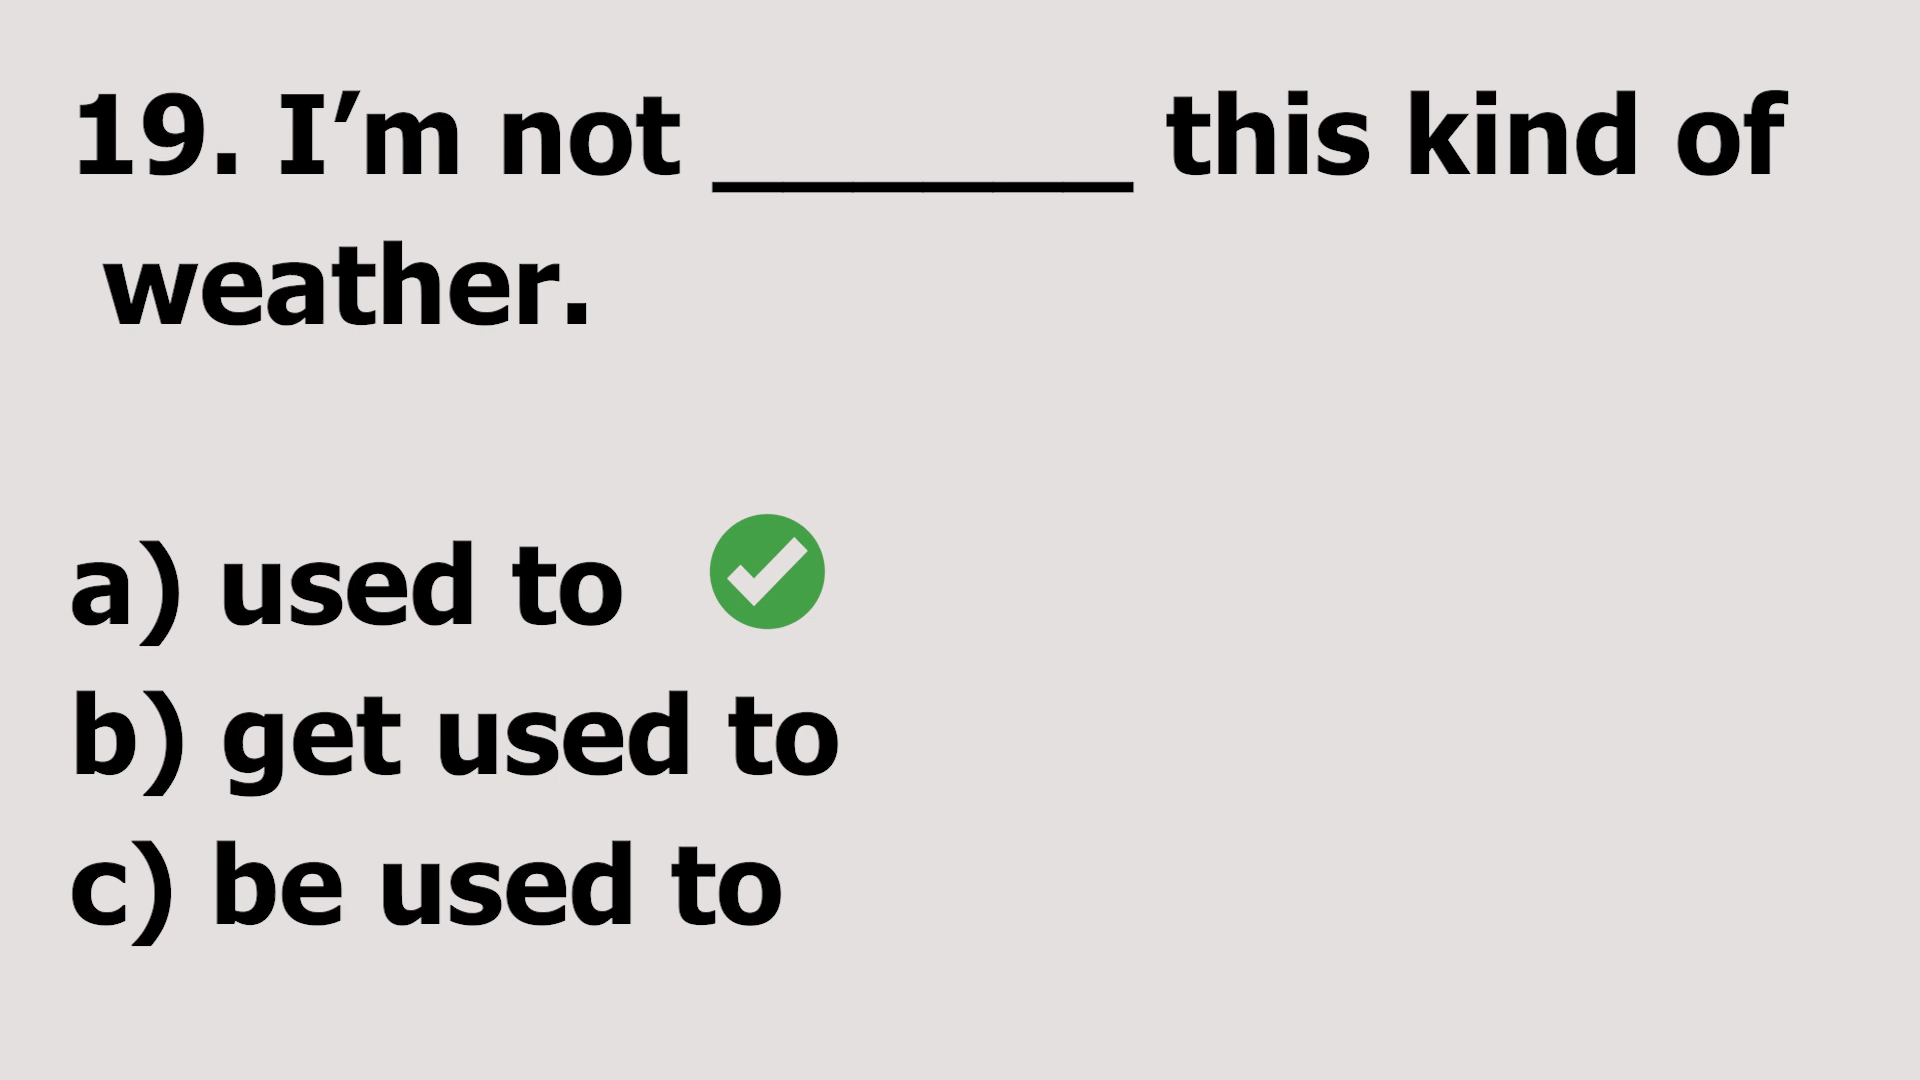 19. I’m not ________ this kind of
weather.
a) used to
b) get used to
c) be used to